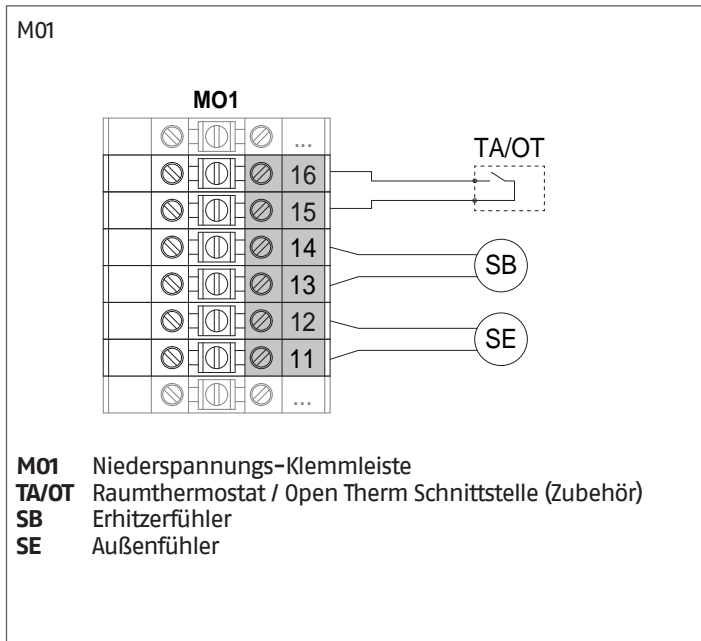 M01
MO1
...
16
TA/OT
15
14
SB
13
12
SE
11
...
M01 Niederspannungs-Klemmleiste
TA/OT Raumthermostat / Open Therm Schnittstelle (Zubehör)
SB Erhitzerfühler
SE Außenfühler